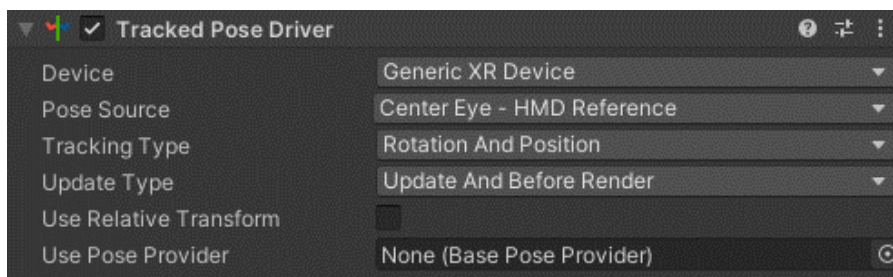 Tracked Pose Driver
Device Generic XR Device
Pose Source Center Eye - HMD Reference
Tracking Type Rotation And Position
Update Type Update And Before Render
Use Relative Transform
Use Pose Provider None (Base Pose Provider)